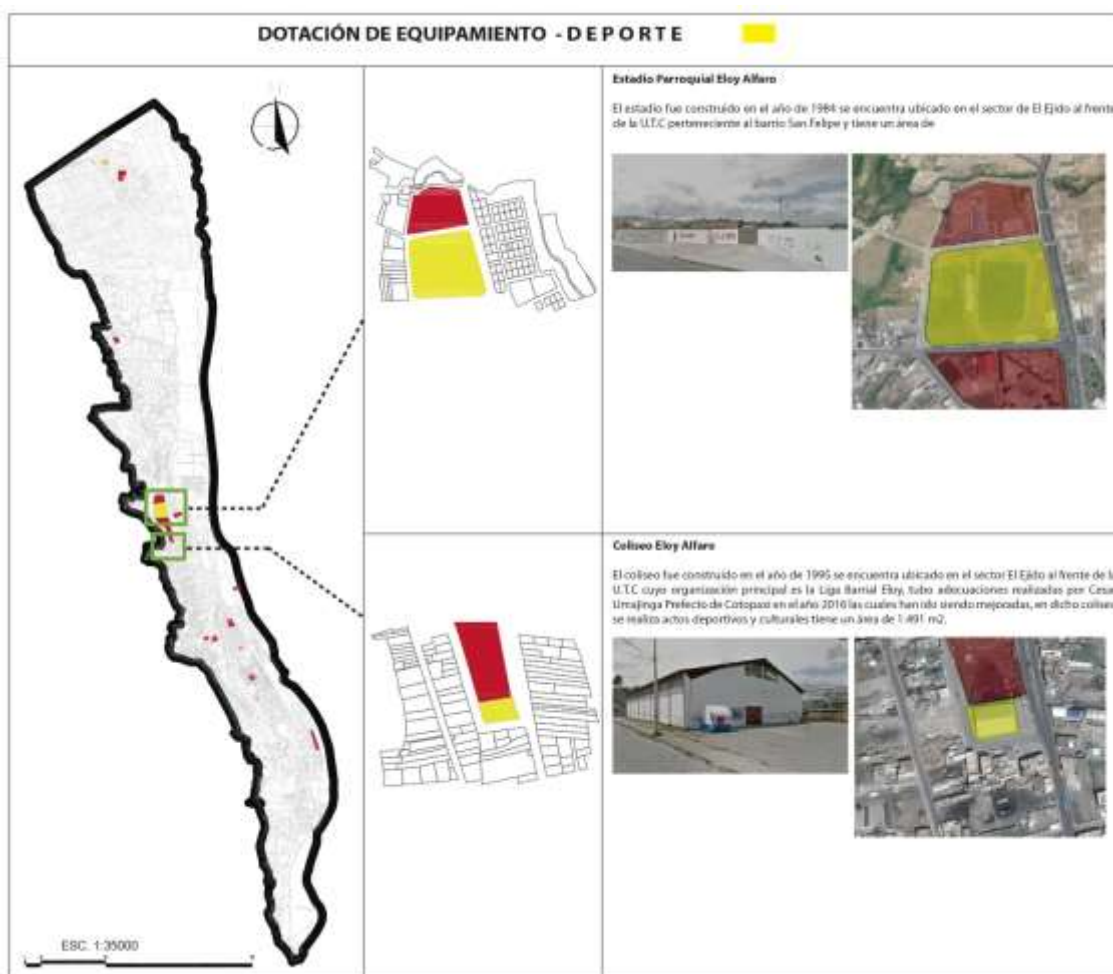 DOTACIÓN DE EQUIPAMIENTO - D E P O R T E
Estadio Parroquial Eloy Alfaro
El estadio fue construido en el año de 1984 se encuentra ubicado en el sector de El Ejido al frente
de la U.T.C perteneciente al barrio San Felipe y tiene un área de
Coliseo Eloy Alfaro
El coliseo fue construido en el año de 1995 se encuentra ubicado en el sector El Ejido al frente de la
U.T.C cuyo organización principal es la Liga Barrial Eloy, tubo adecuaciones realizadas por Cesar
Umajinga Prefecto de Cotopaxi en el año 2016 las cuales han ido siendo mejoradas, en dicho coliseo
se realiza actos deportivos y culturales tiene un área de 1.491 m2.
ESC. 1:35000